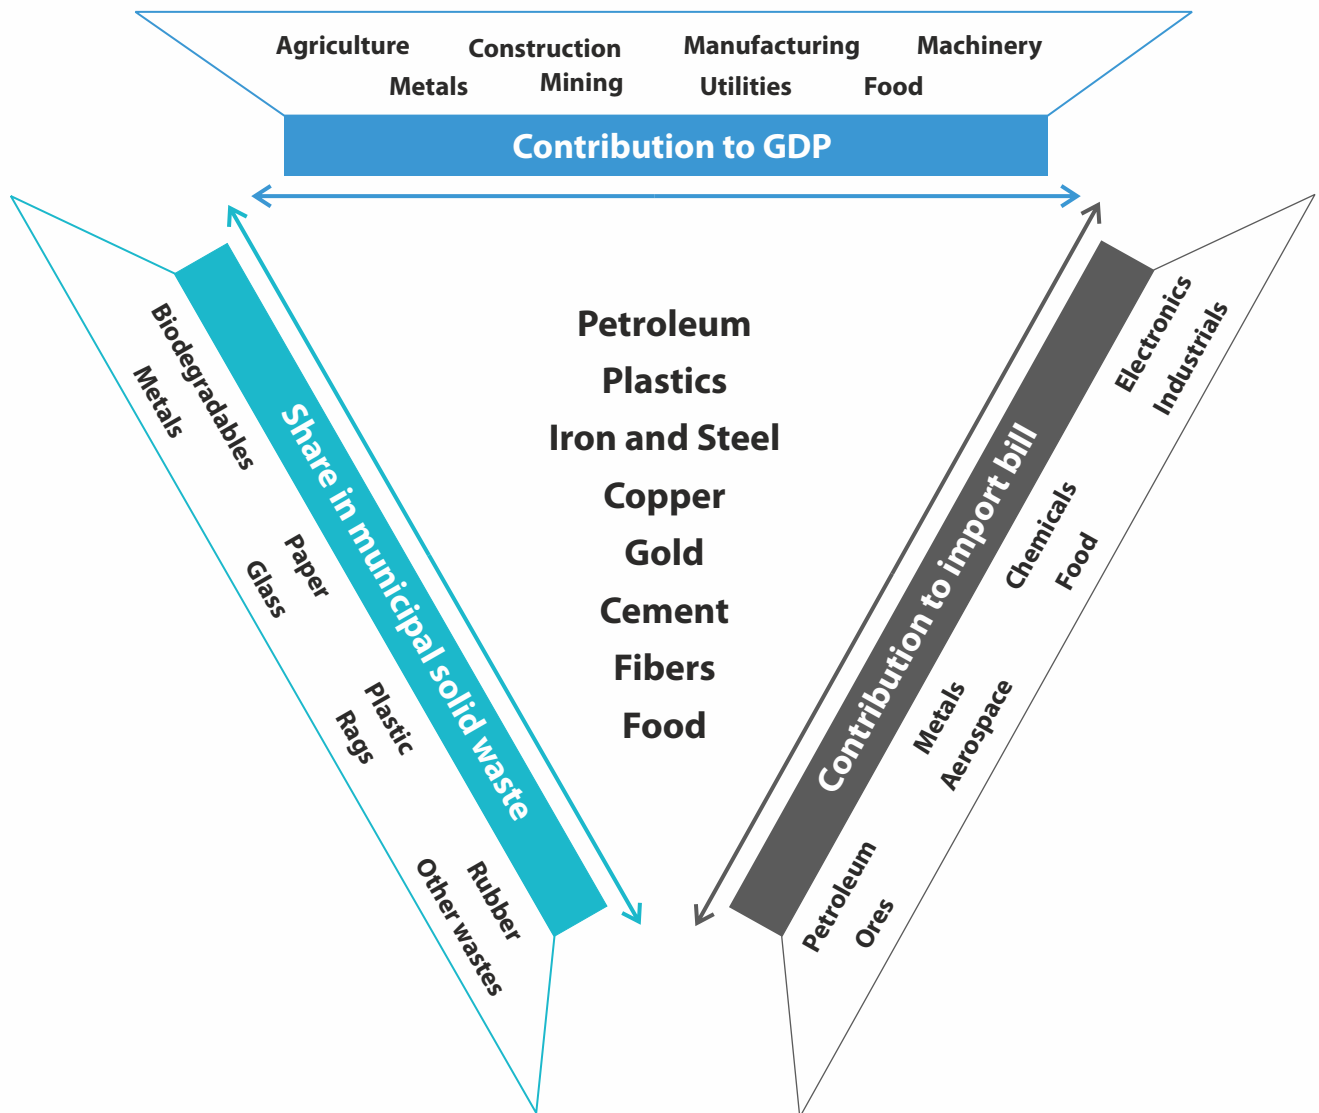 Agriculture
Construction
Manufacturing
Machinery
Metals
Mining
Utilities
Food
Contribution to GDP
Biodegradables
Metals
Paper
Glass
Plastic
Rags
Rubber
Other wastes
Share in municipal solid waste
Petroleum
Plastics
Iron and Steel
Copper
Gold
Cement
Fibers
Food
Contribution to import bill
Electronics
Industrials
Chemicals
Food
Metals
Aerospace
Petroleum
Ores